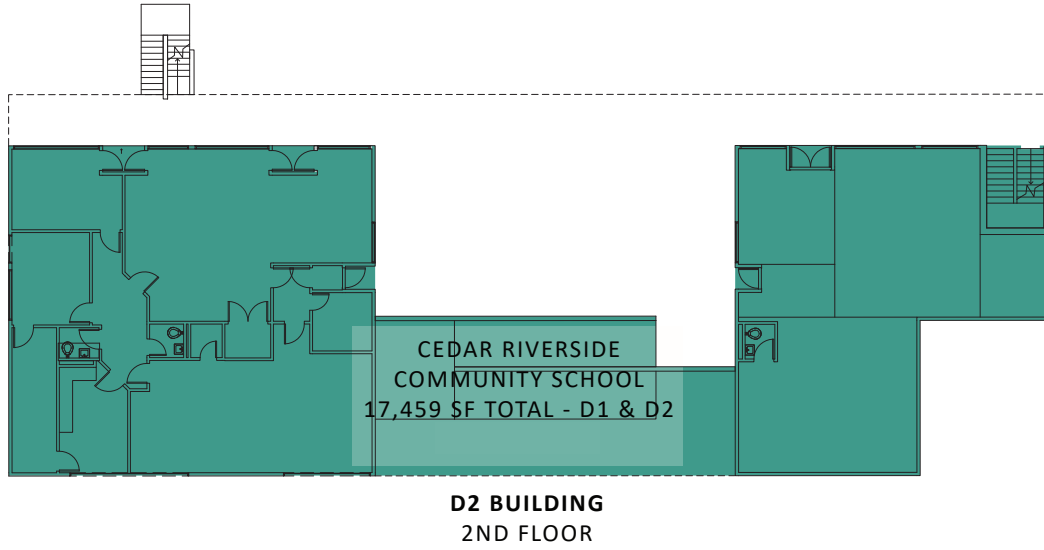 CEDAR RIVERSIDE
COMMUNITY SCHOOL
17,459 SF TOTAL - D1 & D2
D2 BUILDING
2ND FLOOR